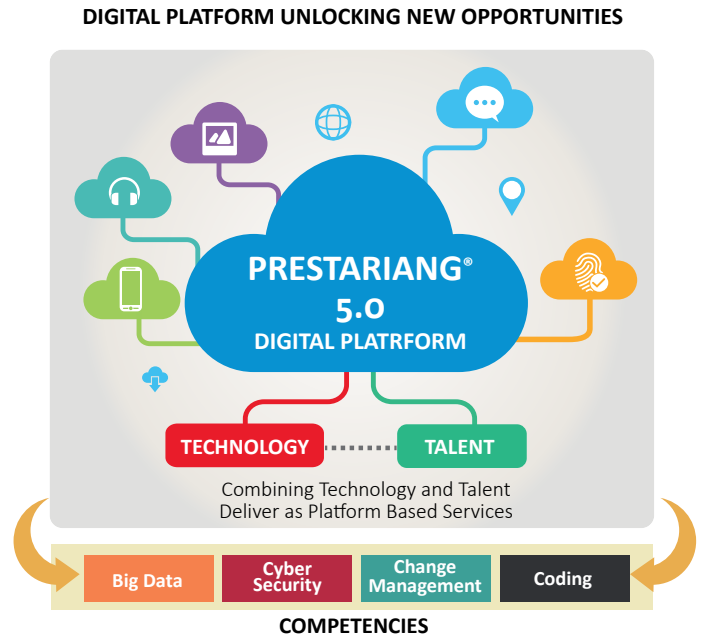 DIGITAL PLATFORM UNLOCKING NEW OPPORTUNITIES
PRESTARIANG®
5.0
DIGITAL PLATRFORM
TECHNOLOGY
TALENT
Combining Technology and Talent
Deliver as Platform Based Services
Big Data
Cyber
Security
Change
Management
Coding
COMPETENCIES